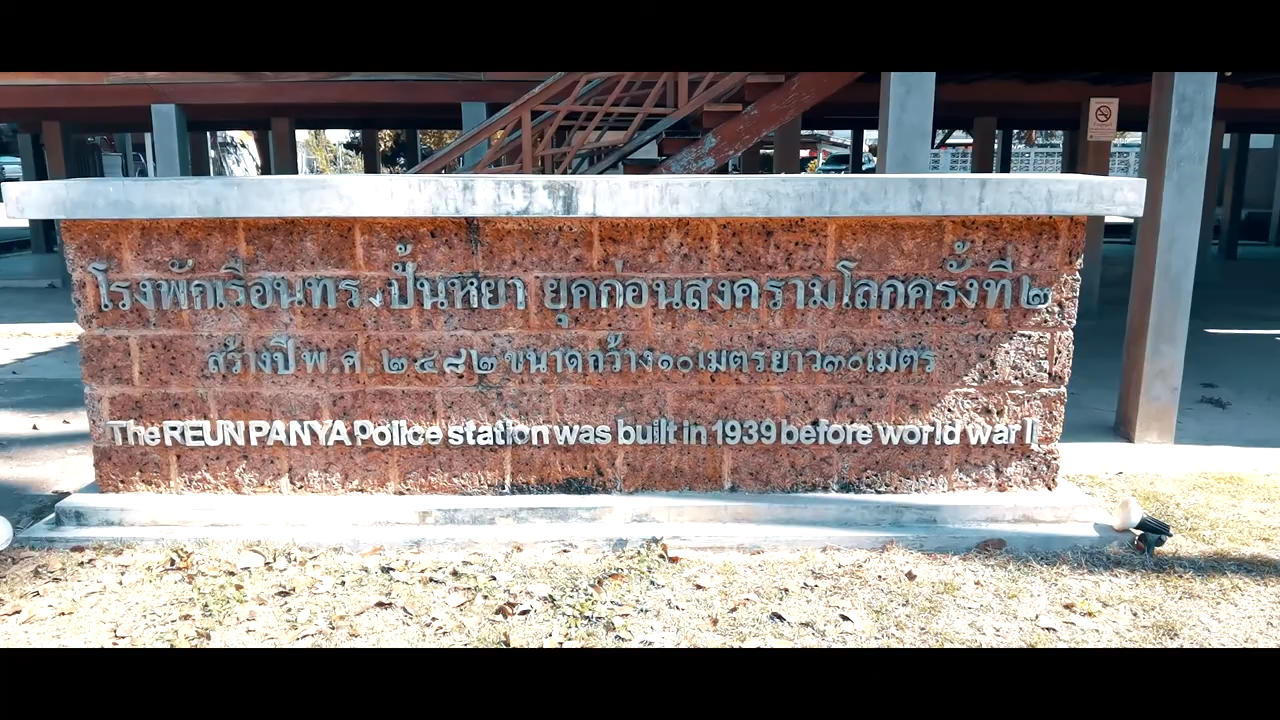 โรงพักเรือนทรงปั้นหยา ยุคก่อนสงครามโลกครั้งที่๒
สร้างปี พ.ศ. ๒๔๘๒ ขนาดกว้าง๑๐เมตรยาว๓๐เมตร
The REUN PANYA Police station was built in 1939 before world war II